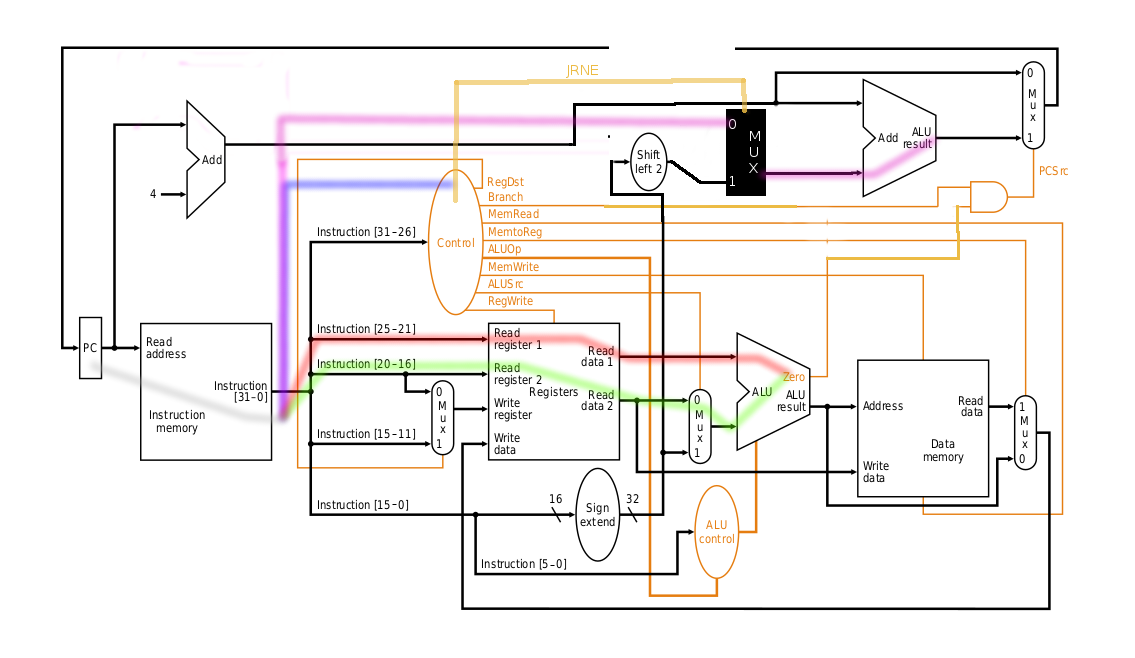 JRNE
0
M
u
x
1
0
M
U
X
1
Add
ALU
result
Shift
left 2
Add
4
PCSrc
RegDst
Branch
MemRead
MemtoReg
ALUOp
MemWrite
ALUSrc
RegWrite
Control
Instruction [31–26]
Instruction [25–21]
Instruction [20–16]
Instruction [15–11]
Instruction [15–0]
Instruction [5–0]
PC
Read
address
Instruction
[31–0]
Instruction
memory
0
M
u
x
1
Read
register 1
Read
register 2
Write
register
Write
data
Registers
Read
data 1
Read
data 2
0
M
u
x
1
Zero
ALU
ALU
result
Address
Read
data
Data
memory
Write
data
1
M
u
x
0
16
Sign
extend
32
ALU
control